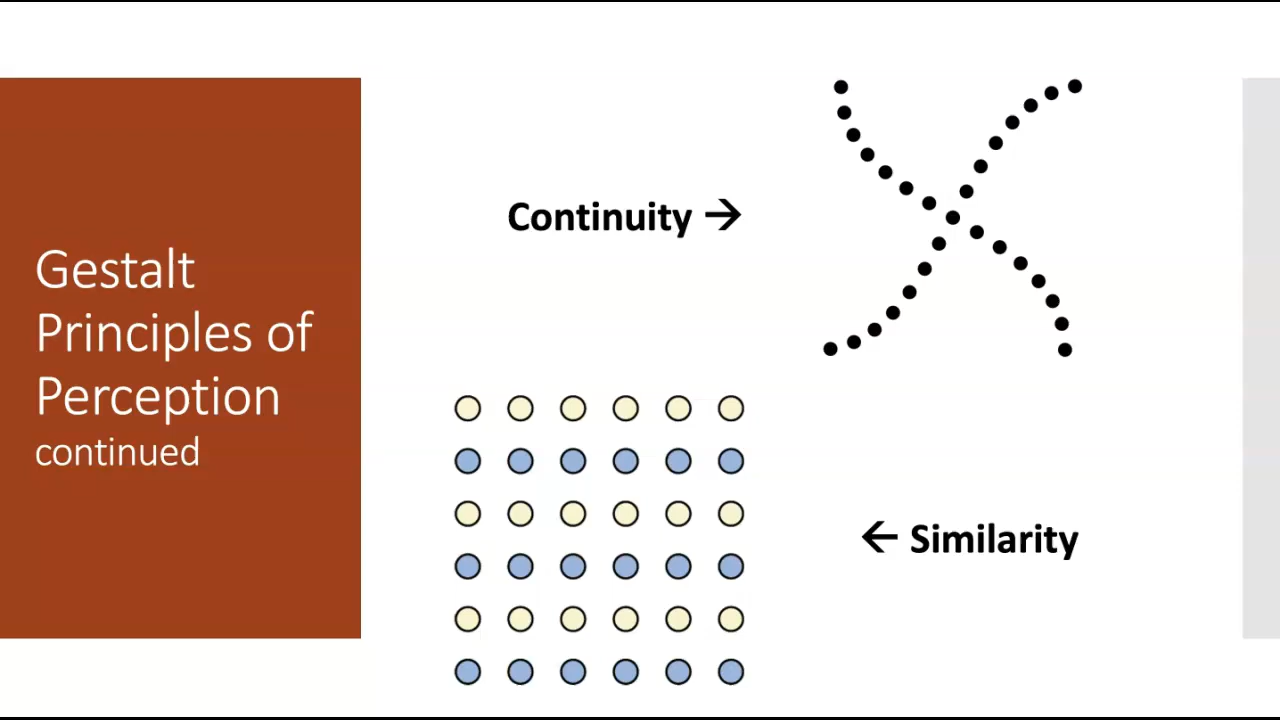 Gestalt
Principles of
Perception
continued
Continuity →
← Similarity